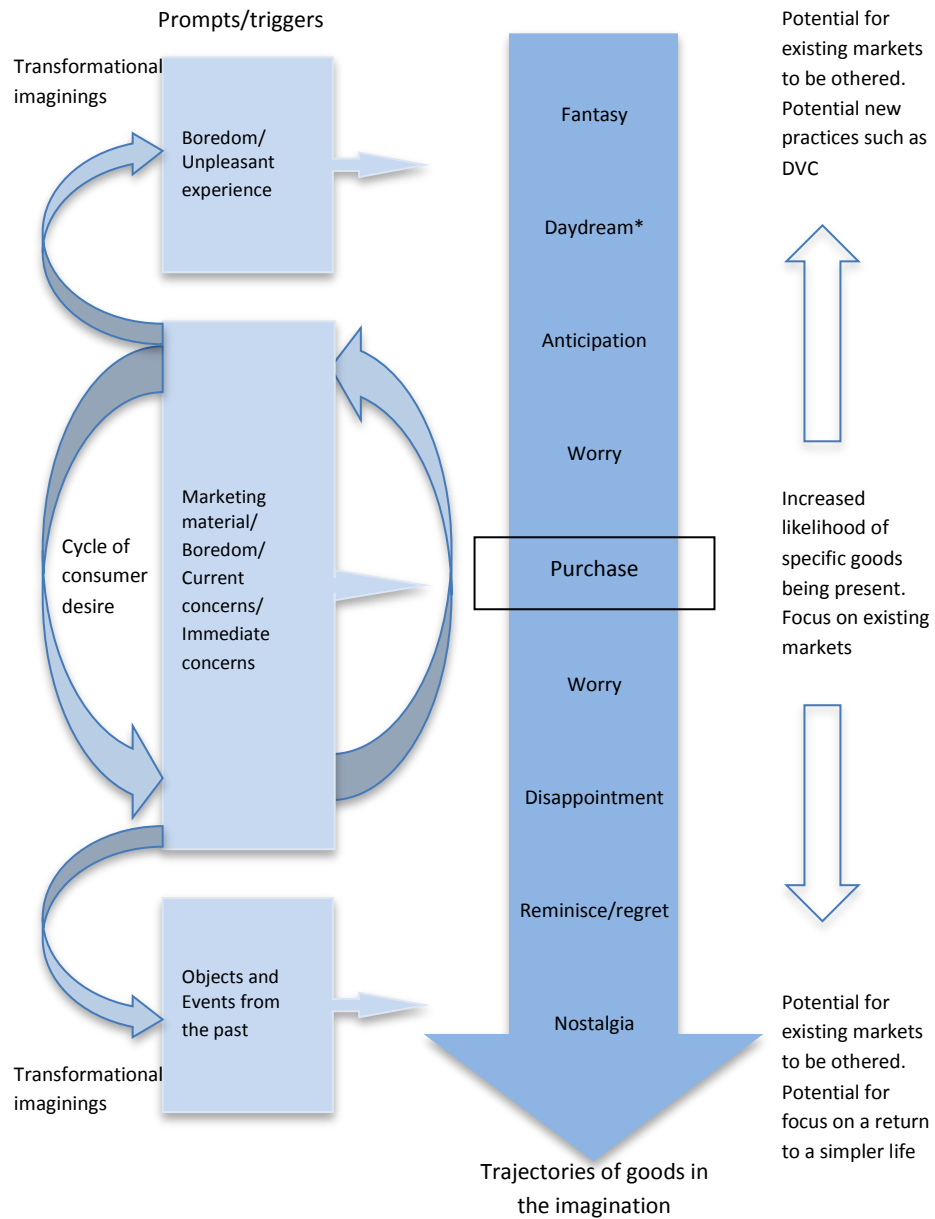 Prompts/triggers
Transformational
imaginings
Boredom/
Unpleasant
experience
Cycle of
consumer
desire
Marketing
material/
Boredom/
Current
concerns/
Immediate
concerns
Objects and
Events from
the past
Transformational
imaginings
Fantasy
Daydream*
Anticipation
Worry
Purchase
Worry
Disappointment
Reminisce/regret
Nostalgia
Trajectories of goods in
the imagination
Potential for
existing markets
to be othered.
Potential new
practices such as
DVC
Increased
likelihood of
specific goods
being present.
Focus on existing
markets
Potential for
existing markets
to be othered.
Potential for
focus on a return
to a simpler life